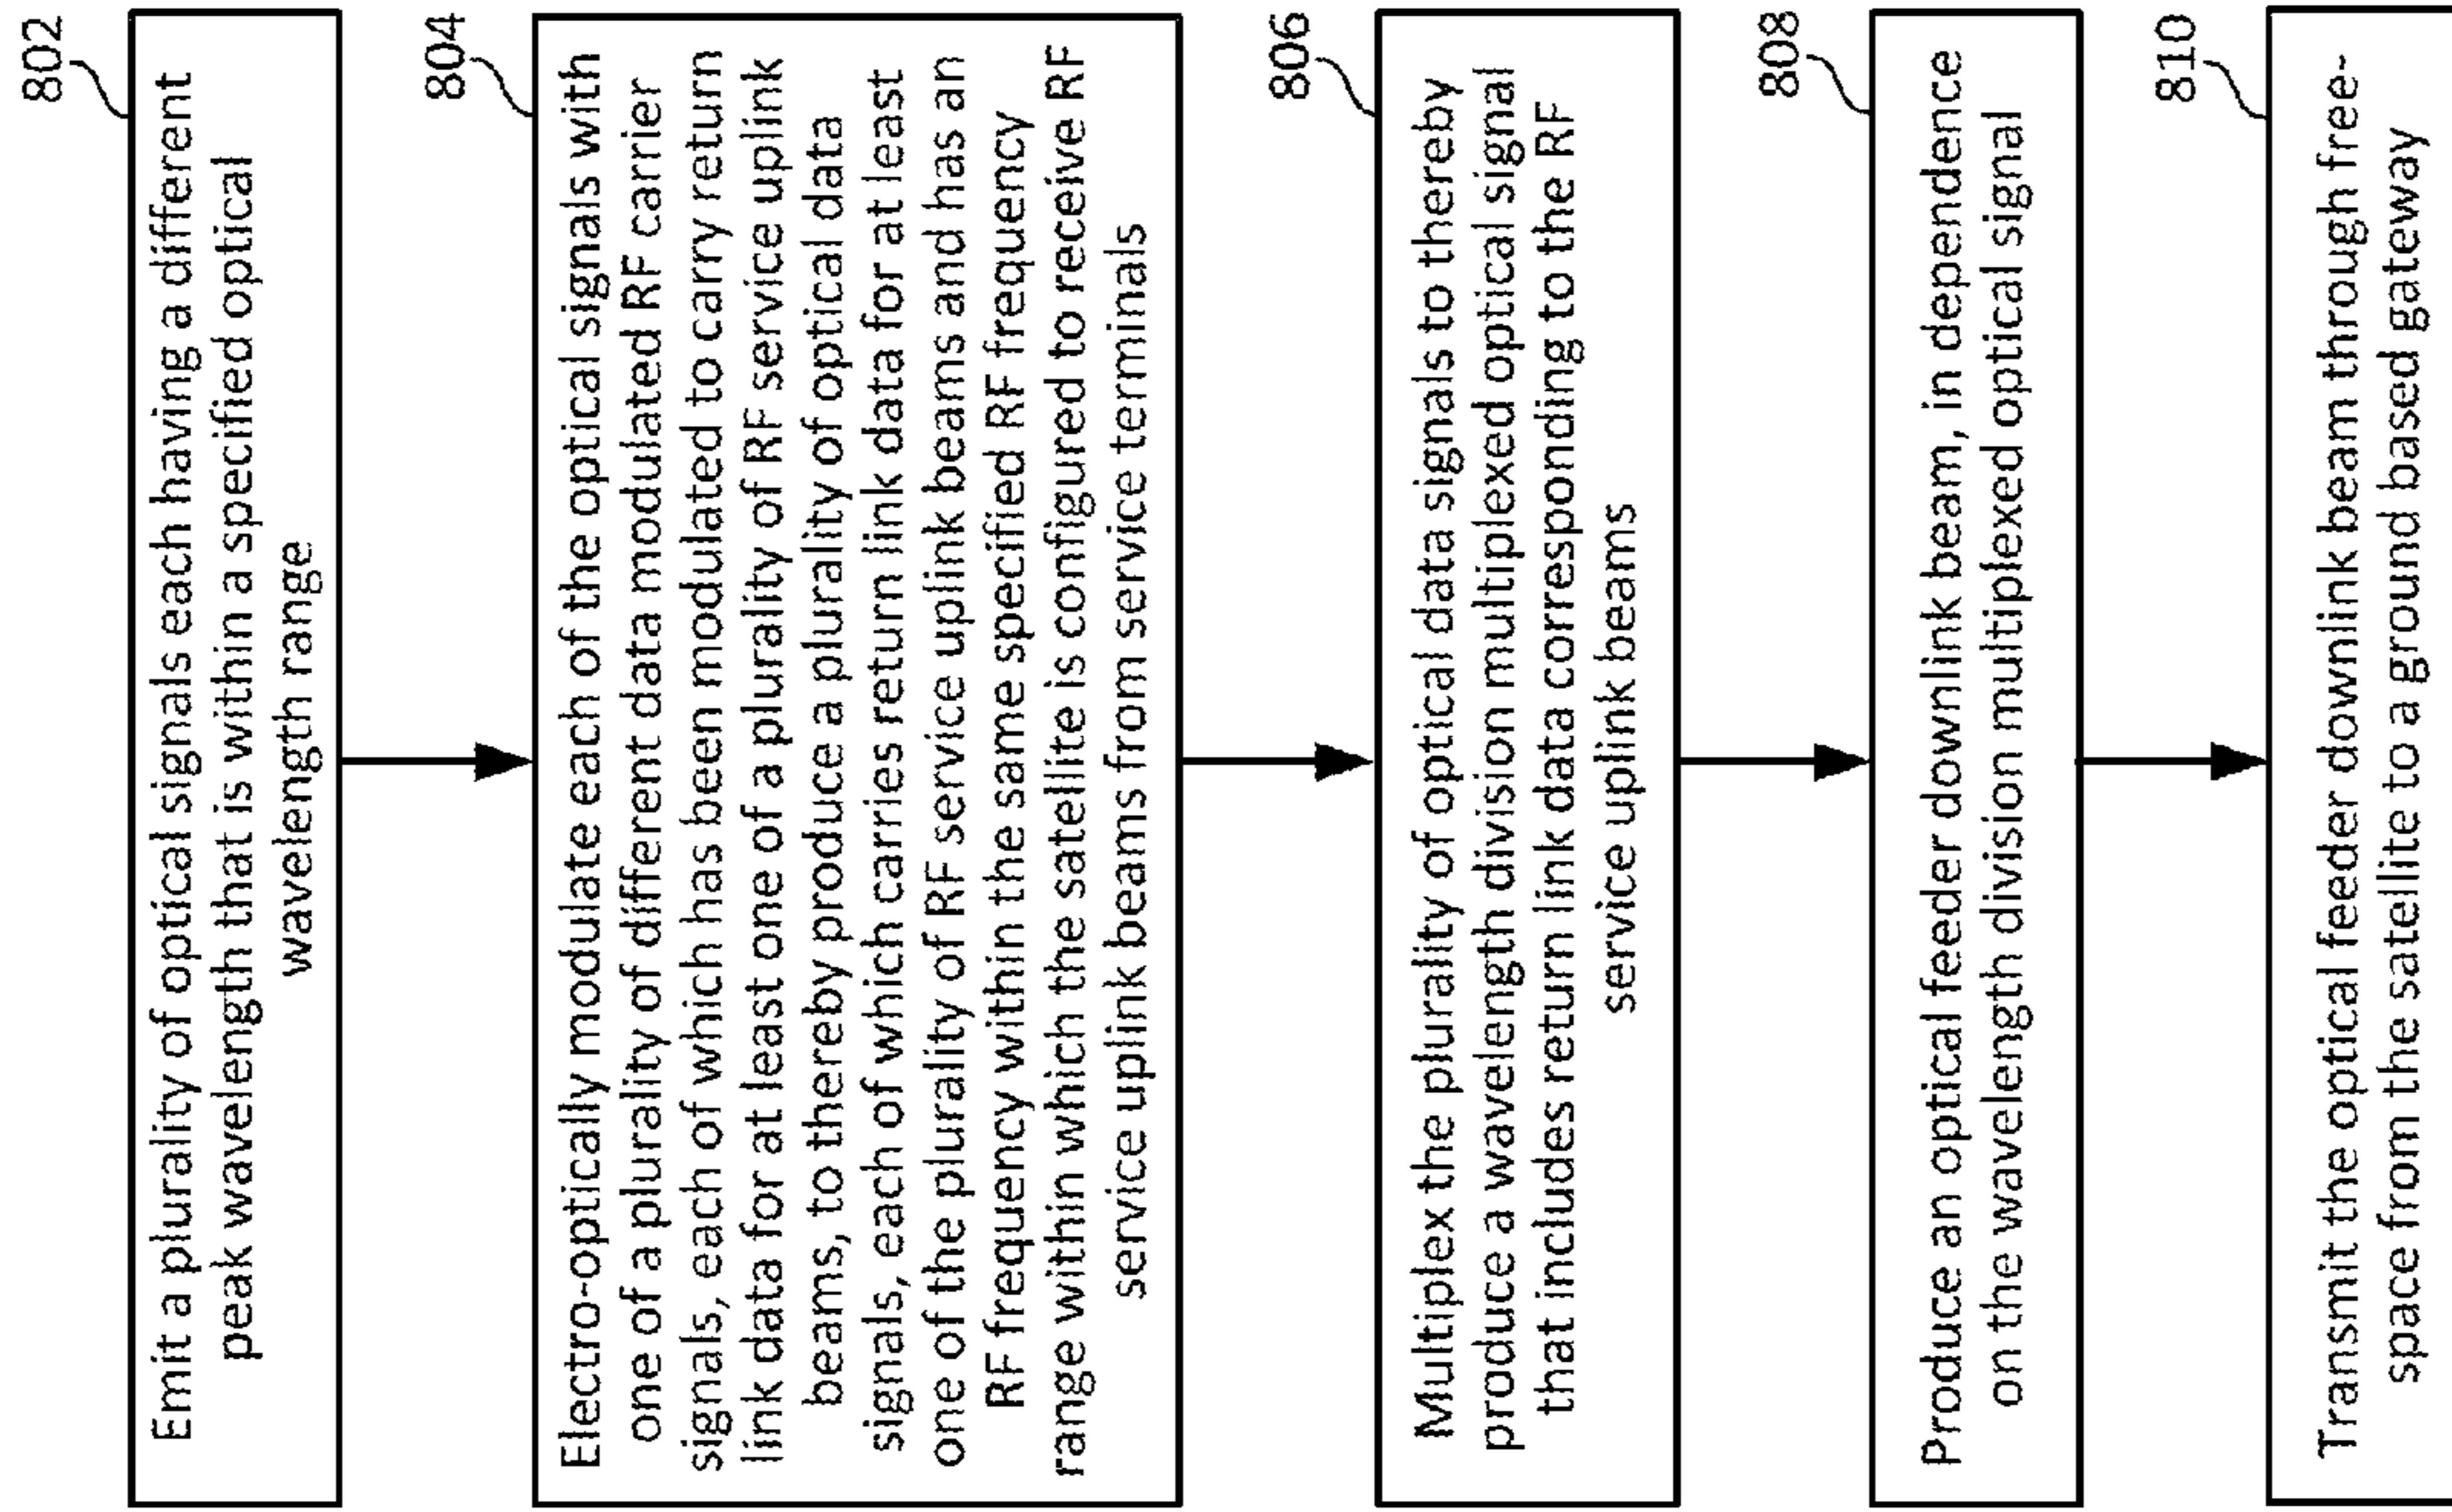 802
Emit a plurality of optical signals each having a different
peak wavelength that is within a specified optical
wavelength range
804
Electro-optically modulate each of the optical signals with
one of a plurality of different data modulated RF carrier
signals, each of which has been modulated to carry return
link data for at least one of a plurality of RF service uplink
beams, to thereby produce a plurality of optical data
signals, each of which carries return link data for at least
one of the plurality of RF service uplink beams and has an
RF frequency within the same specified RF frequency
range within which the satellite is configured to receive RF
service uplink beams from service terminals
806
Multiplex the plurality of optical data signals to thereby
produce a wavelength division multiplexed optical signal
that includes return link data corresponding to the RF
service uplink beams
808
Produce an optical feeder downlink beam, in dependence
on the wavelength division multiplexed optical signal
810
Transmit the optical feeder downlink beam through free-
space from the satellite to a ground based gateway